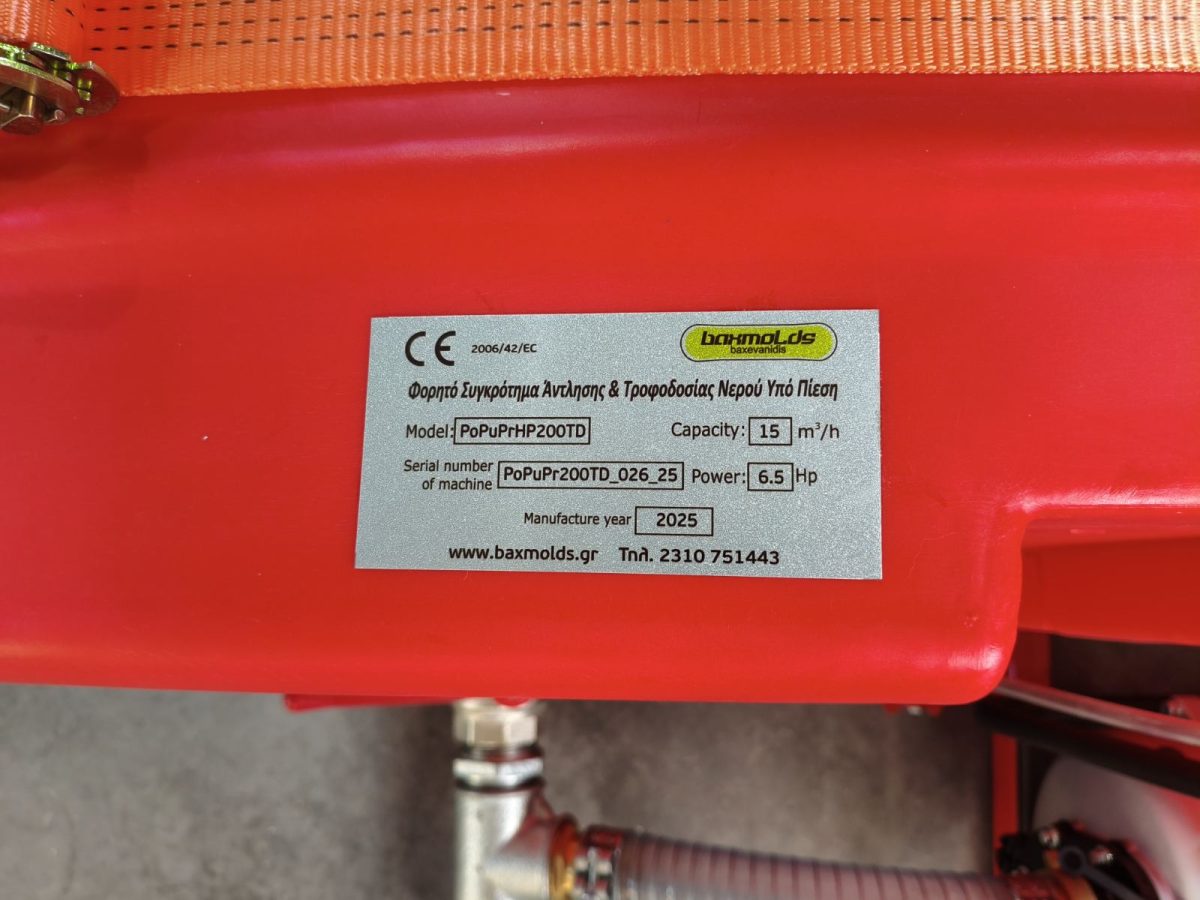 CE 2006/42/EC
baxmolds
baxevanidis
Φορητό Συγκρότημα Άντλησης & Τροφοδοσίας Νερού Υπό Πίεση
Model: PoPuPrHP200TD Capacity: 15 m³/h
Serial number
of machine PoPuPr200TD_026_25 Power: 6.5 Hp
Manufacture year 2025
www.baxmolds.gr Τηλ. 2310 751443